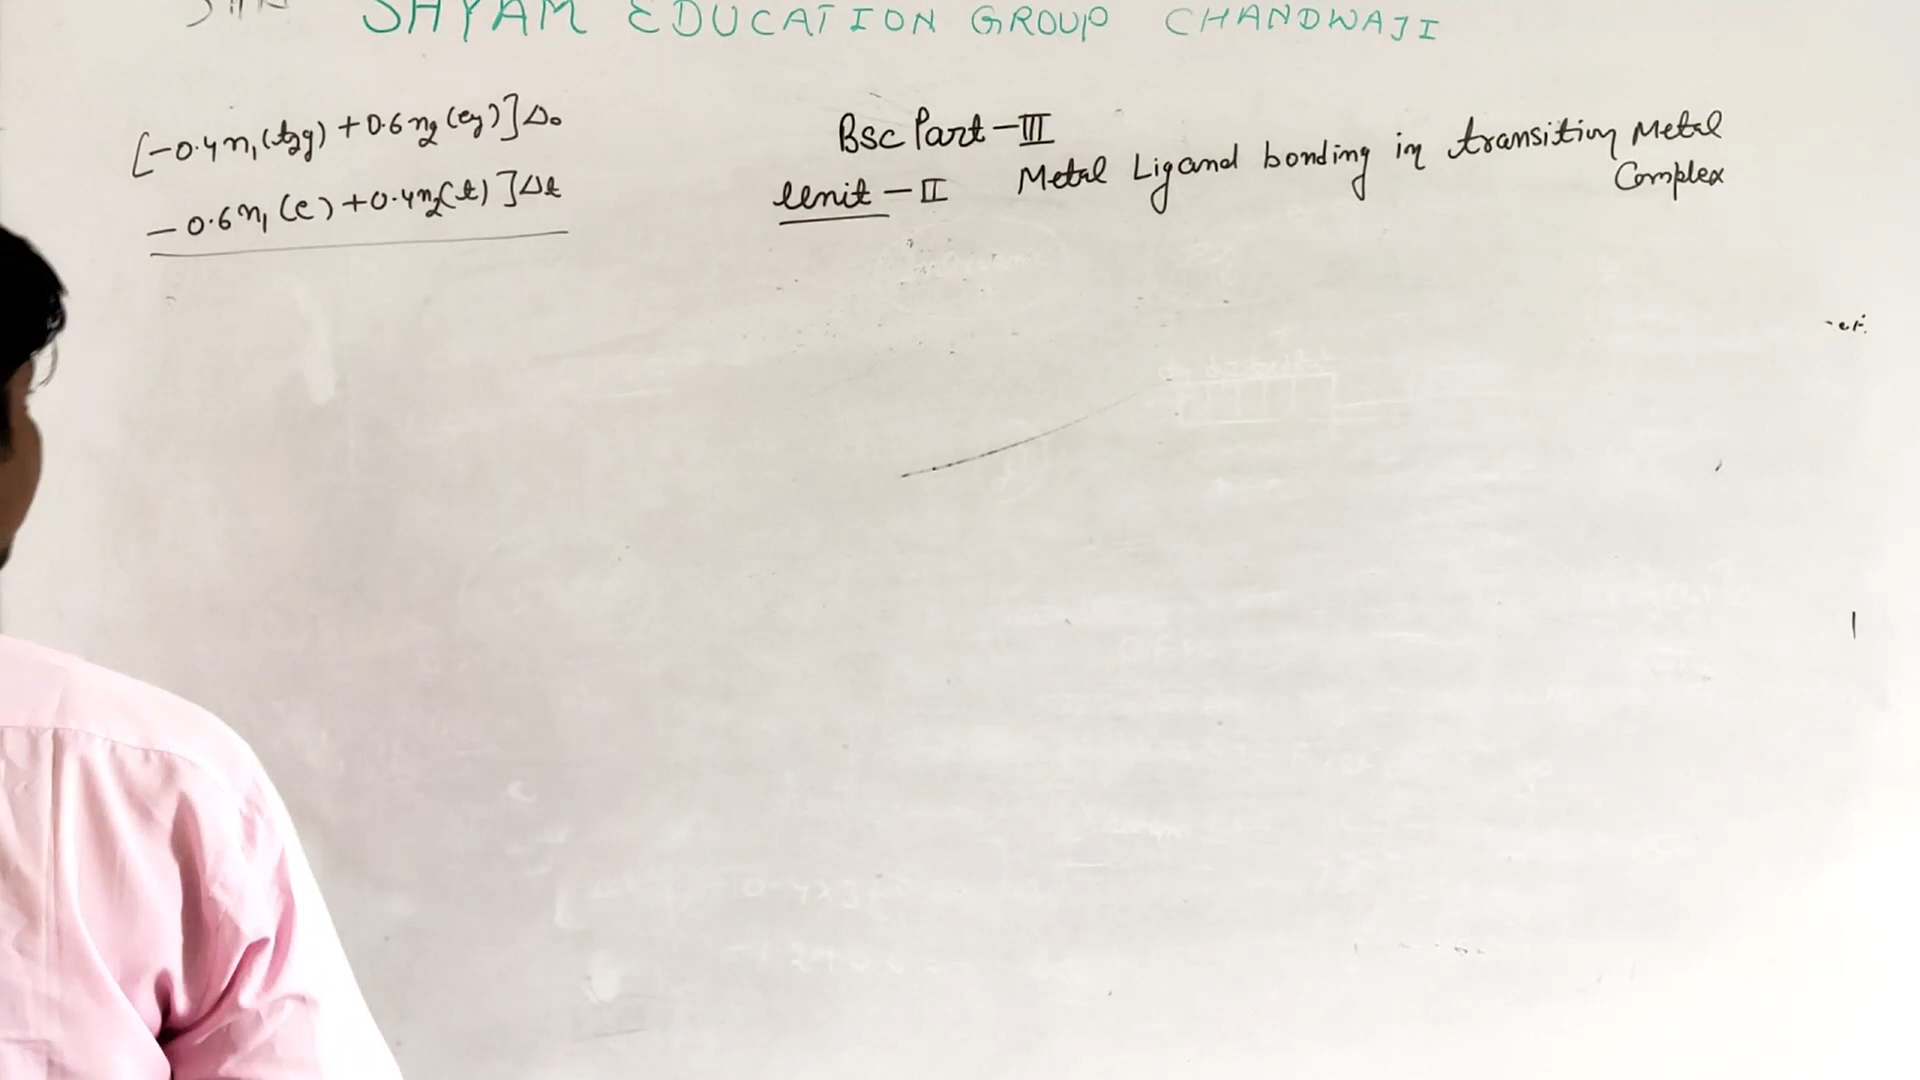 SHYAM EDUCATION GROUP CHANDWAJI
[-0.4n₁(t2g) + 0.6n₂(eg)]Δo
-0.6n₁(e) + 0.4n₂(t)]Δt
Bsc Part-III
Unit-II Metal Ligand bonding in transition Metal
Complex